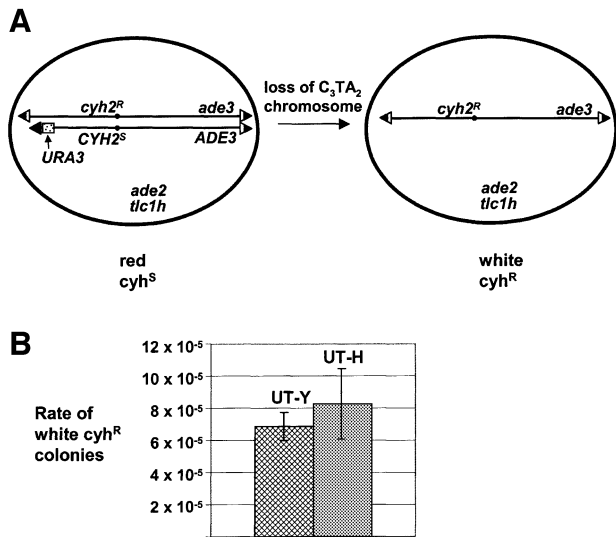 A
cyh2R ade3
URA3 CYH2S ADE3
ade2
tlc1h
red
cyhS
loss of C3TA2
chromosome
cyh2R ade3
ade2
tlc1h
white
cyhR
B
Rate of
white cyhR
colonies
12 x 10-5
10 x 10-5
8 x 10-5
6 x 10-5
4 x 10-5
2 x 10-5
UT-Y
UT-H